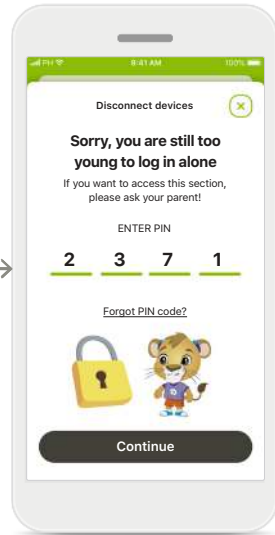 PH 9:41 AM 100%
Disconnect devices
Sorry, you are still too
young to log in alone
If you want to access this section,
please ask your parent!
ENTER PIN
2 3 7 1
Forgot PIN code?
Continue